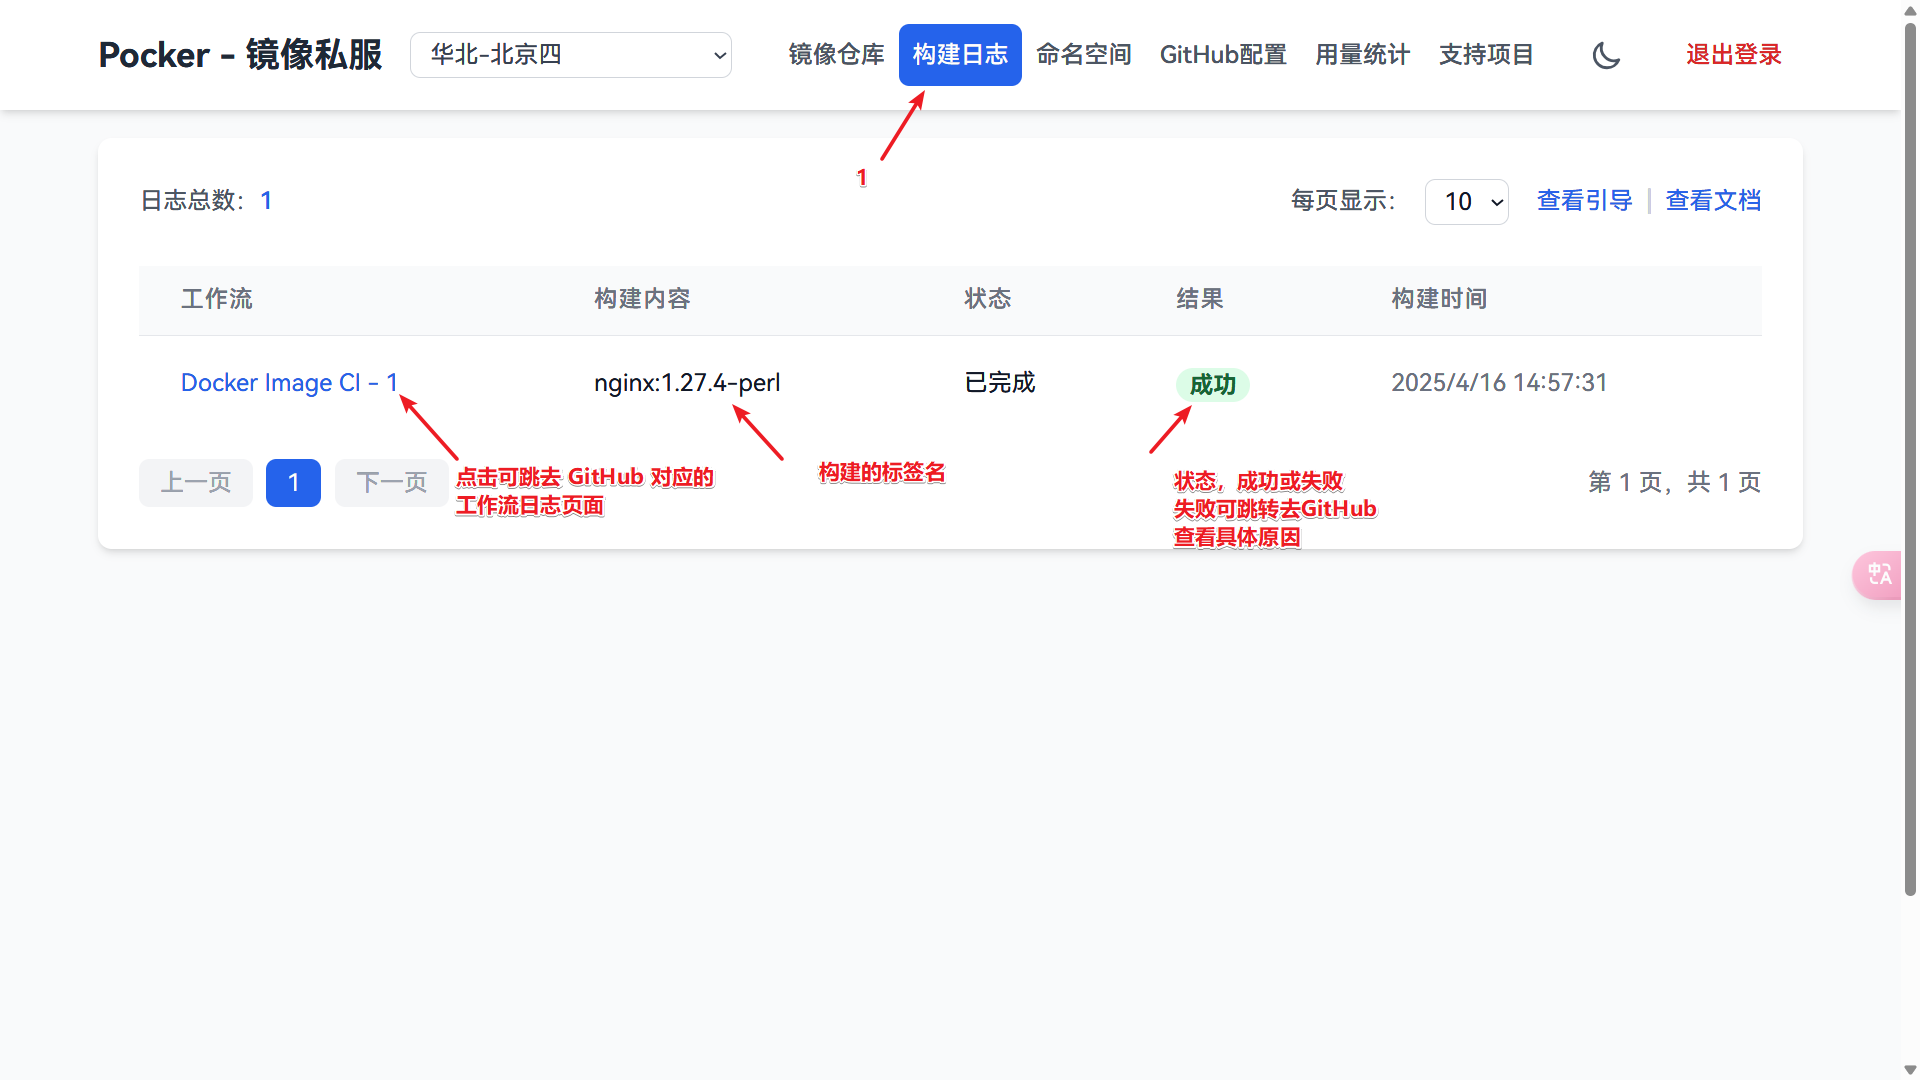 Pocker - 镜像私服
华北-北京四
镜像仓库
构建日志
命名空间
GitHub配置
用量统计
支持项目
退出登录
1
日志总数： 1
每页显示：
10
查看引导 | 查看文档
工作流
构建内容
状态
结果
构建时间
Docker Image CI - 1
nginx:1.27.4-perl
已完成
成功
2025/4/16 14:57:31
上一页
1
下一页
点击可跳去 GitHub 对应的
工作流日志页面
构建的标签名
状态，成功或失败
失败可跳转去GitHub
查看具体原因
第 1 页，共 1 页
中A